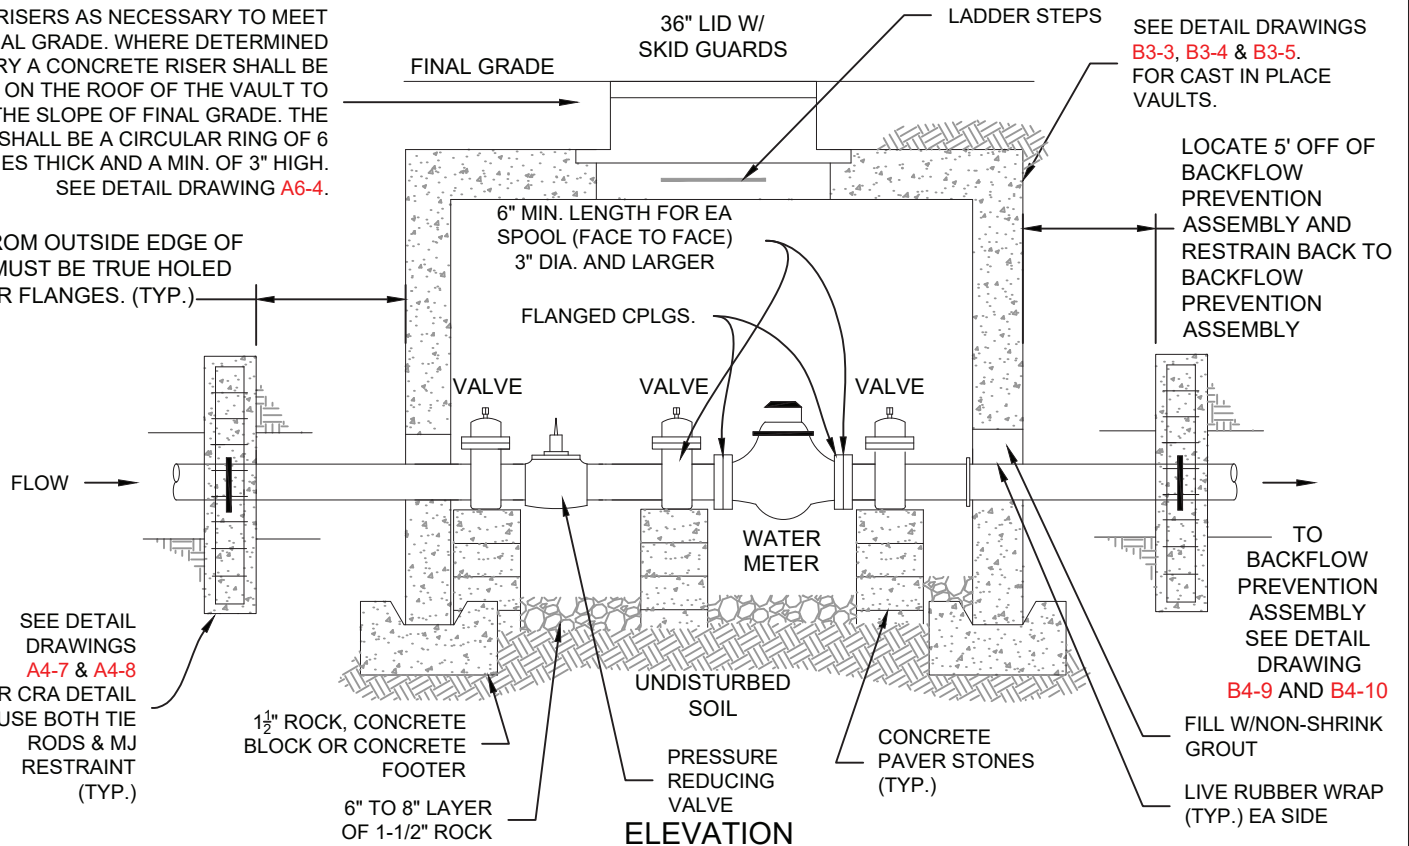 RISERS AS NECESSARY TO MEET
AL GRADE. WHERE DETERMINED
RY A CONCRETE RISER SHALL BE
ON THE ROOF OF THE VAULT TO
THE SLOPE OF FINAL GRADE. THE
SHALL BE A CIRCULAR RING OF 6
ES THICK AND A MIN. OF 3" HIGH.
SEE DETAIL DRAWING A6-4.
ROM OUTSIDE EDGE OF
MUST BE TRUE HOLED
R FLANGES. (TYP.)
FINAL GRADE
36" LID W/
SKID GUARDS
LADDER STEPS
SEE DETAIL DRAWINGS
B3-3, B3-4 & B3-5.
FOR CAST IN PLACE
VAULTS.
LOCATE 5' OFF OF
BACKFLOW
PREVENTION
ASSEMBLY AND
RESTRAIN BACK TO
BACKFLOW
PREVENTION
ASSEMBLY
6" MIN. LENGTH FOR EA
SPOOL (FACE TO FACE)
3" DIA. AND LARGER
FLANGED CPLGS.
VALVE
VALVE
VALVE
FLOW
WATER
METER
TO
BACKFLOW
PREVENTION
ASSEMBLY
SEE DETAIL
DRAWING
B4-9 AND B4-10
SEE DETAIL
DRAWINGS
A4-7 & A4-8
R CRA DETAIL
USE BOTH TIE
RODS & MJ
RESTRAINT
(TYP.)
1½" ROCK, CONCRETE
BLOCK OR CONCRETE
FOOTER
6" TO 8" LAYER
OF 1-1/2" ROCK
UNDISTURBED
SOIL
PRESSURE
REDUCING
VALVE
CONCRETE
PAVER STONES
(TYP.)
FILL W/NON-SHRINK
GROUT
LIVE RUBBER WRAP
(TYP.) EA SIDE
ELEVATION